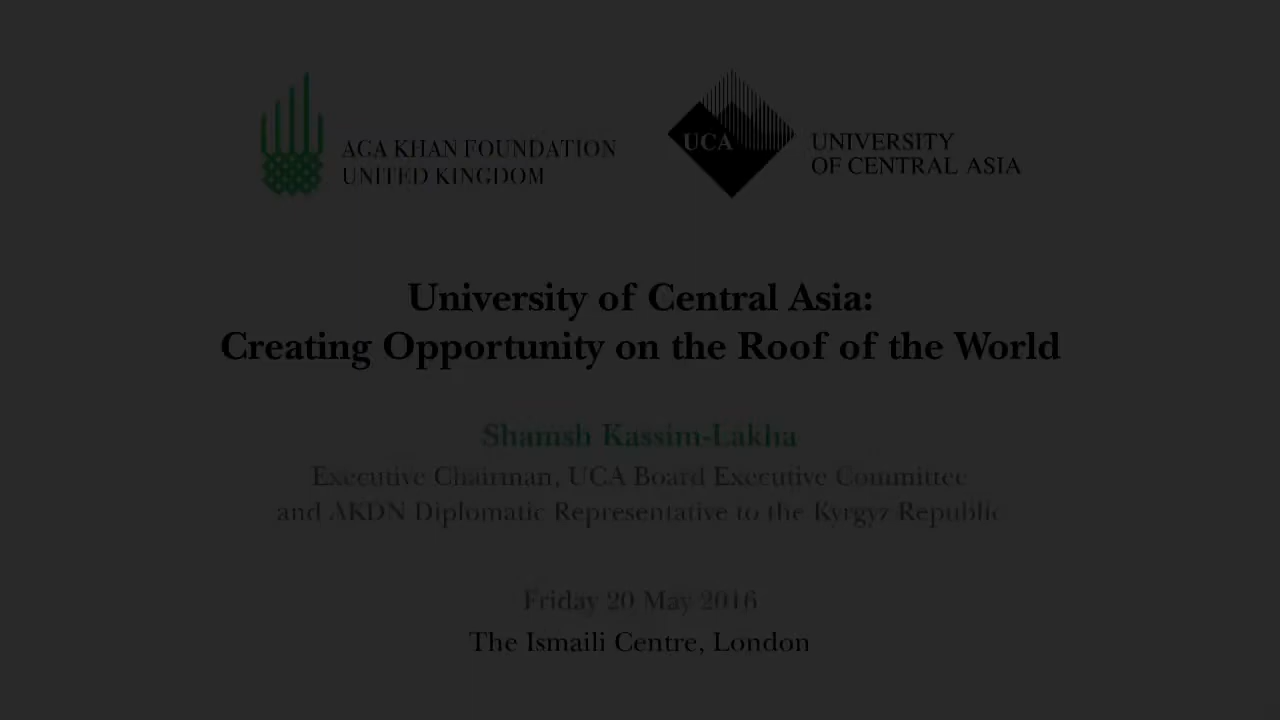 AGA KHAN FOUNDATION
UNITED KINGDOM
UCA
UNIVERSITY
OF CENTRAL ASIA
University of Central Asia:
Creating Opportunity on the Roof of the World
Shamsh Kassim-Lakha
Executive Chairman, UCA Board Executive Committee
and AKDN Diplomatic Representative to the Kyrgyz Republic
Friday 20 May 2016
The Ismaili Centre, London